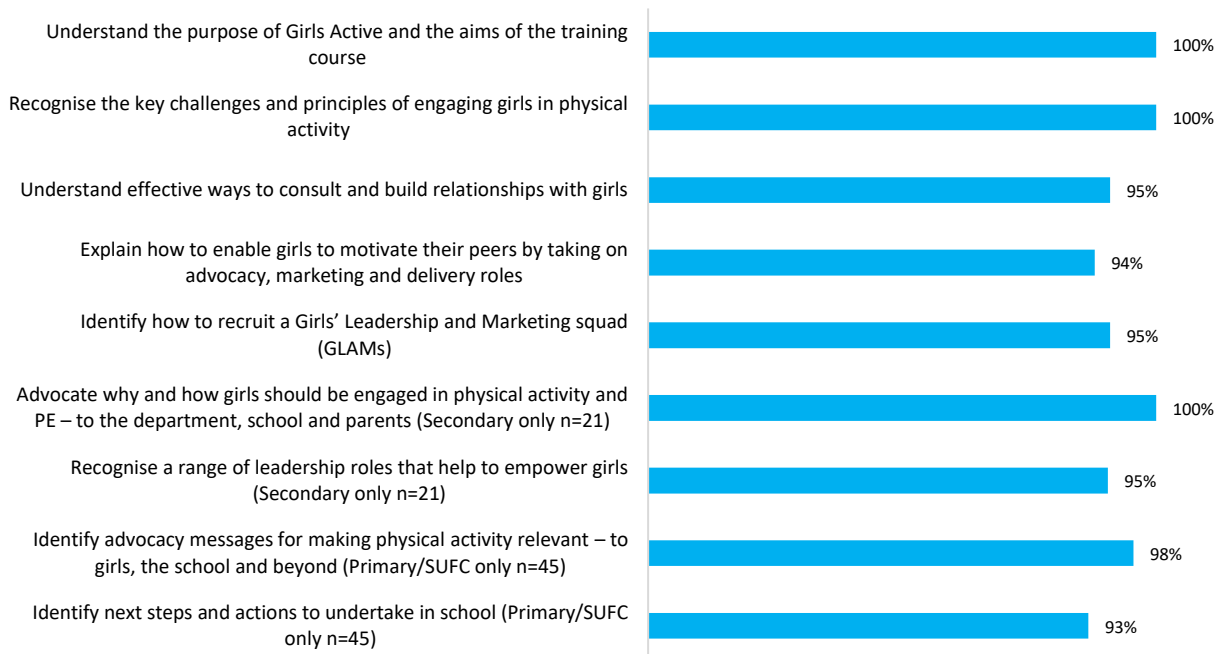 Understand the purpose of Girls Active and the aims of the training
course
100%
Recognise the key challenges and principles of engaging girls in physical
activity
100%
Understand effective ways to consult and build relationships with girls
95%
Explain how to enable girls to motivate their peers by taking on
advocacy, marketing and delivery roles
94%
Identify how to recruit a Girls’ Leadership and Marketing squad
(GLAMs)
95%
Advocate why and how girls should be engaged in physical activity and
PE – to the department, school and parents (Secondary only n=21)
100%
Recognise a range of leadership roles that help to empower girls
(Secondary only n=21)
95%
Identify advocacy messages for making physical activity relevant – to
girls, the school and beyond (Primary/SUFC only n=45)
98%
Identify next steps and actions to undertake in school (Primary/SUFC
only n=45)
93%